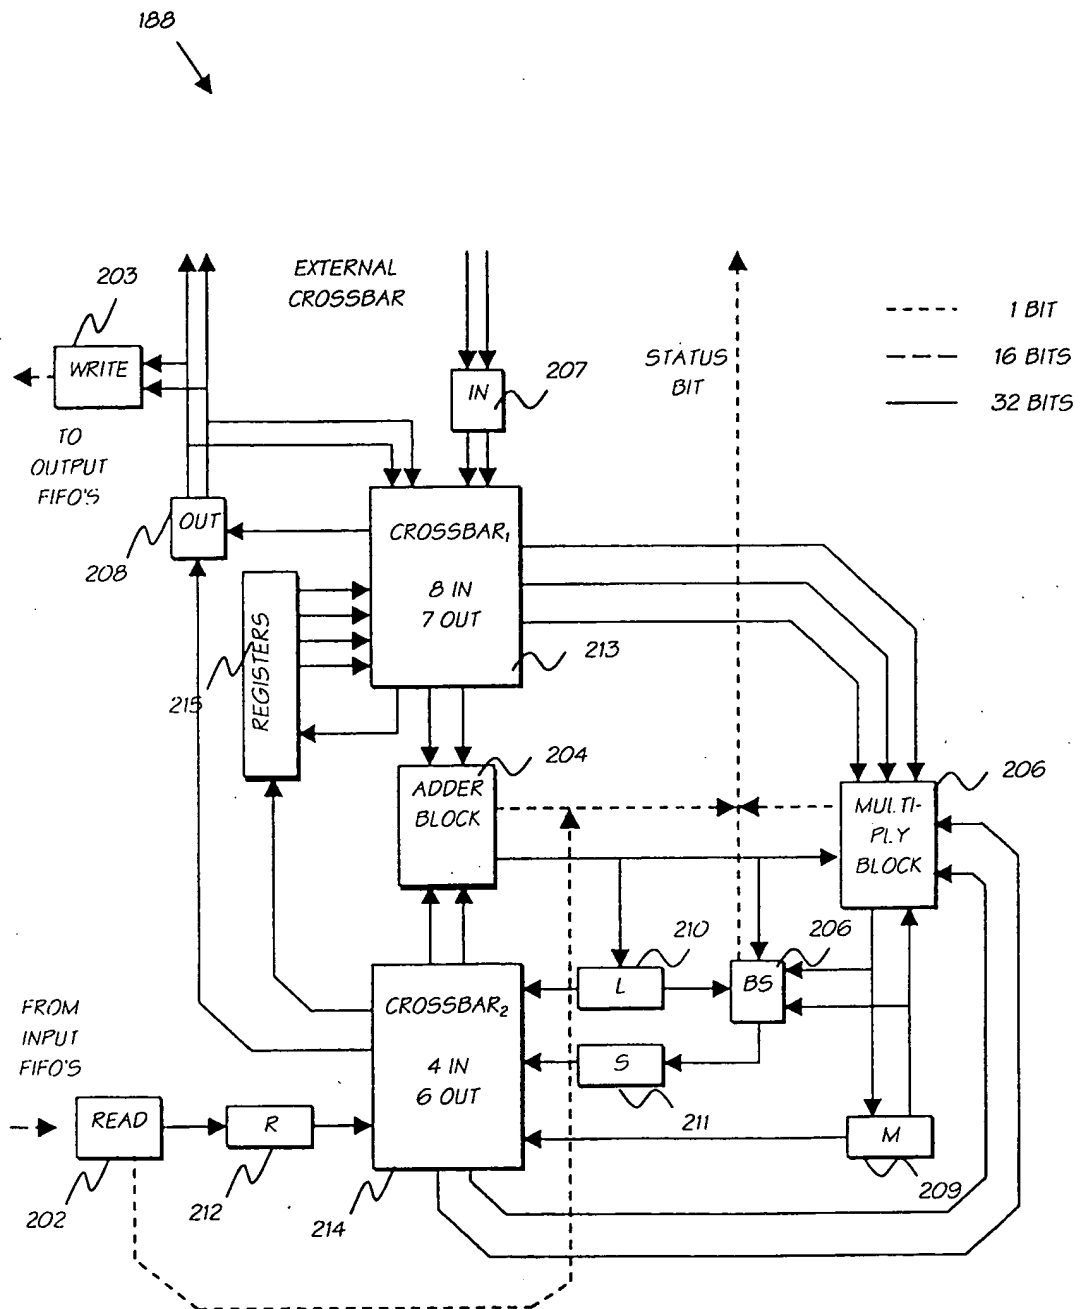 188
203
EXTERNAL
CROSSBAR
1 BIT
WRITE
STATUS
BIT
16 BITS
207
IN
32 BITS
TO
OUTPUT
FIFO'S
OUT
CROSSBAR₁
208
8 IN
7 OUT
REGISTERS
213
215
204
ADDER
BLOCK
206
MULTI-
PLY
BLOCK
210
206
L
BS
FROM
INPUT
FIFO'S
CROSSBAR₂
4 IN
6 OUT
S
READ
R
211
M
202
212
214
209